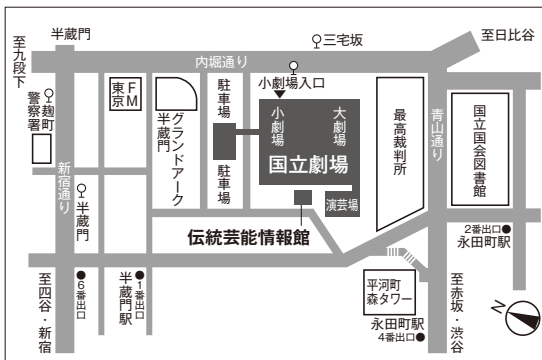 半蔵門
至九段下
内堀通り
三宅坂
至日比谷
麹町
警察署
FM
東京
グランドアーク
半蔵門
駐車場
駐車場
小劇場入口
小劇場
大劇場
国立劇場
演芸場
伝統芸能情報館
最高裁判所
青山通り
国立国会図書館
新宿通り
半蔵門
6番出口
1番出口
半蔵門駅
至四谷・新宿
平河町
森タワー
永田町駅
4番出口
2番出口
永田町駅
至赤坂・渋谷
N